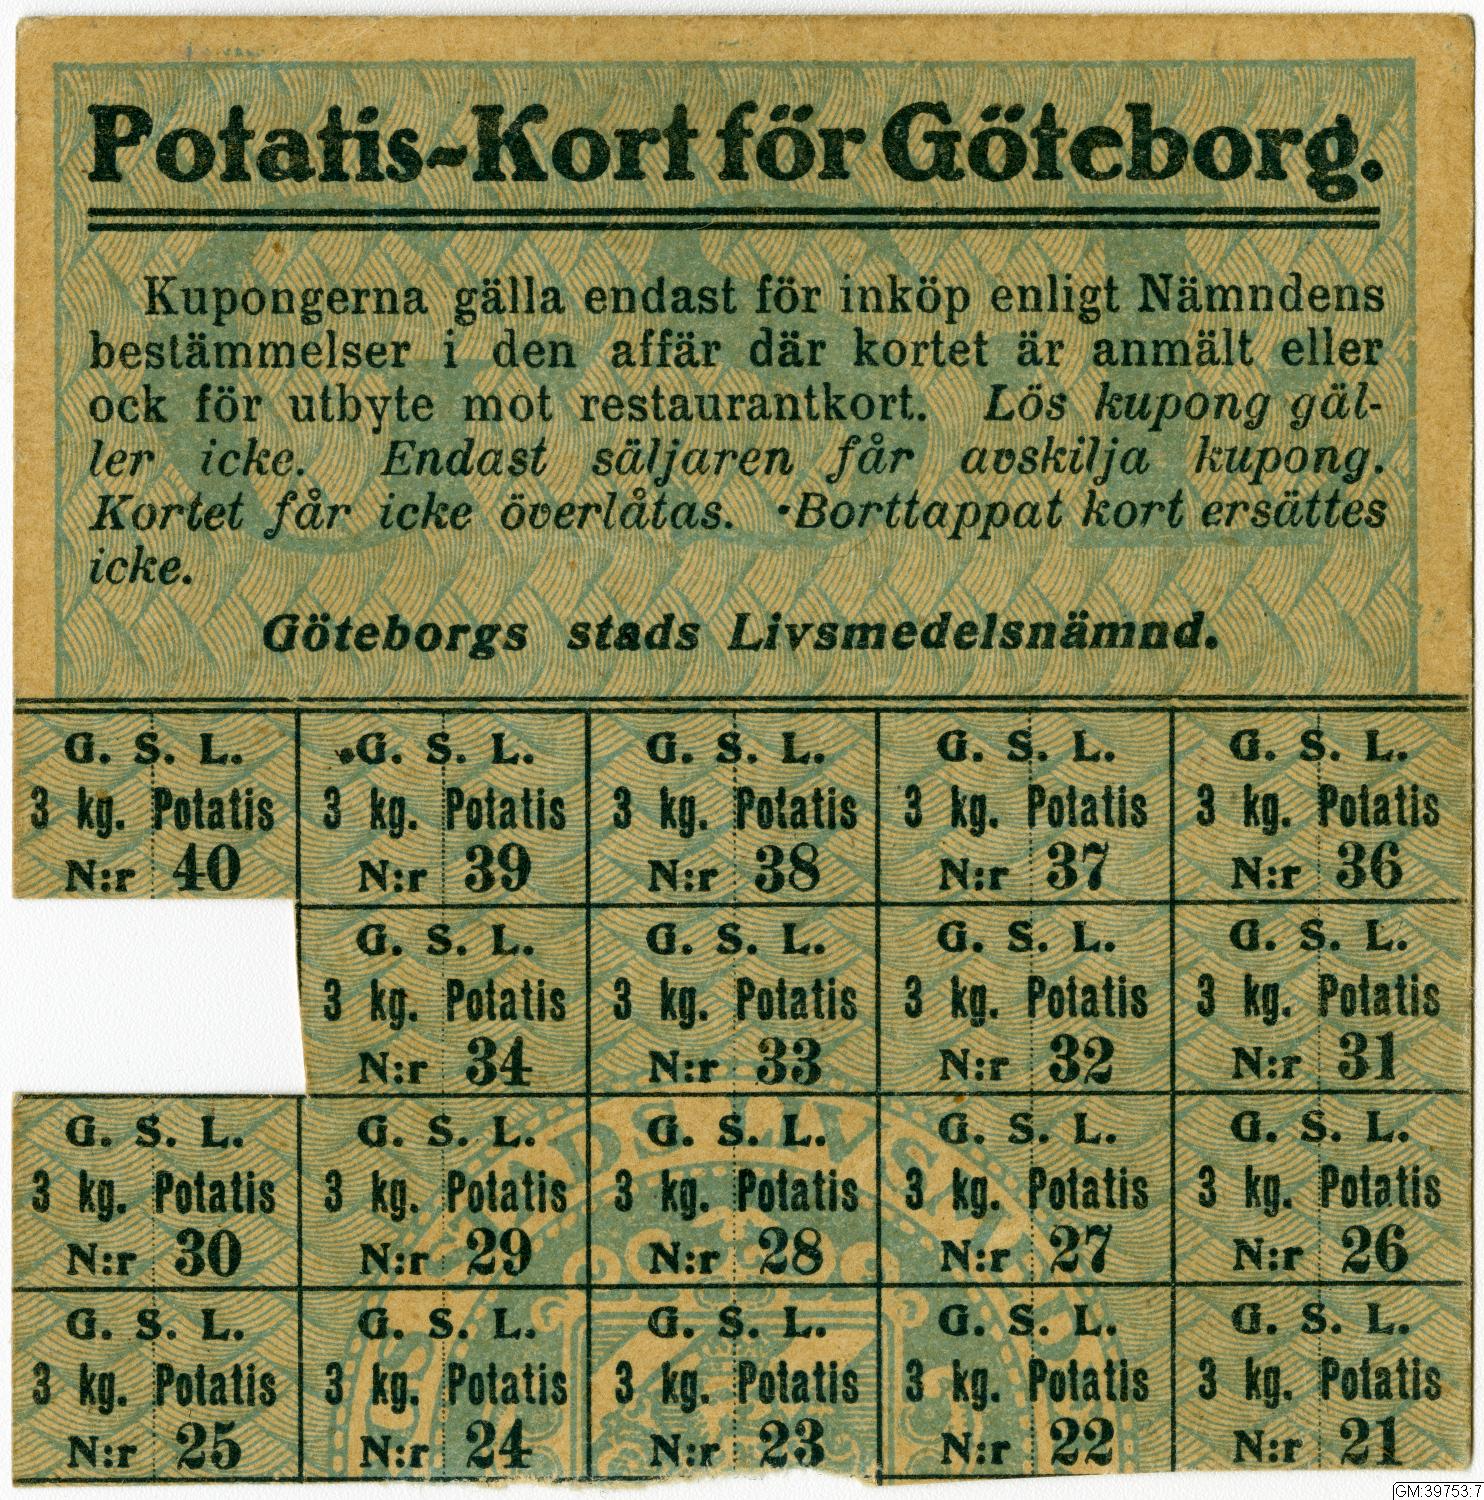 Potatis-Kort för Göteborg.
Kupongerna gälla endast för inköp enligt Nämndens
bestämmelser i den affär där kortet är anmält eller
ock för utbyte mot restaurantkort. Lös kupong gäl-
ler icke. Endast säljaren får avskilja kupong.
Kortet får icke överlåtas. Borttappat kort ersättes
icke.
Göteborgs stads Livsmedelsnämnd.
G. S. L. G. S. L. G. S. L. G. S. L. G. S. L.
3 kg. Potatis 3 kg. Potatis 3 kg. Potatis 3 kg. Potatis 3 kg. Potatis
N:r 40 N:r 39 N:r 38 N:r 37 N:r 36
G. S. L. G. S. L. G. S. L. G. S. L.
3 kg. Potatis 3 kg. Potatis 3 kg. Potatis 3 kg. Potatis
N:r 34 N:r 33 N:r 32 N:r 31
G. S. L. G. S. L. G. S. L. G. S. L. G. S. L.
3 kg. Potatis 3 kg. Potatis 3 kg. Potatis 3 kg. Potatis 3 kg. Potatis
N:r 30 N:r 29 N:r 28 N:r 27 N:r 26
G. S. L. G. S. L. G. S. L. G. S. L. G. S. L.
3 kg. Potatis 3 kg. Potatis 3 kg. Potatis 3 kg. Potatis 3 kg. Potatis
N:r 25 N:r 24 N:r 23 N:r 22 N:r 21
GM:39753:7